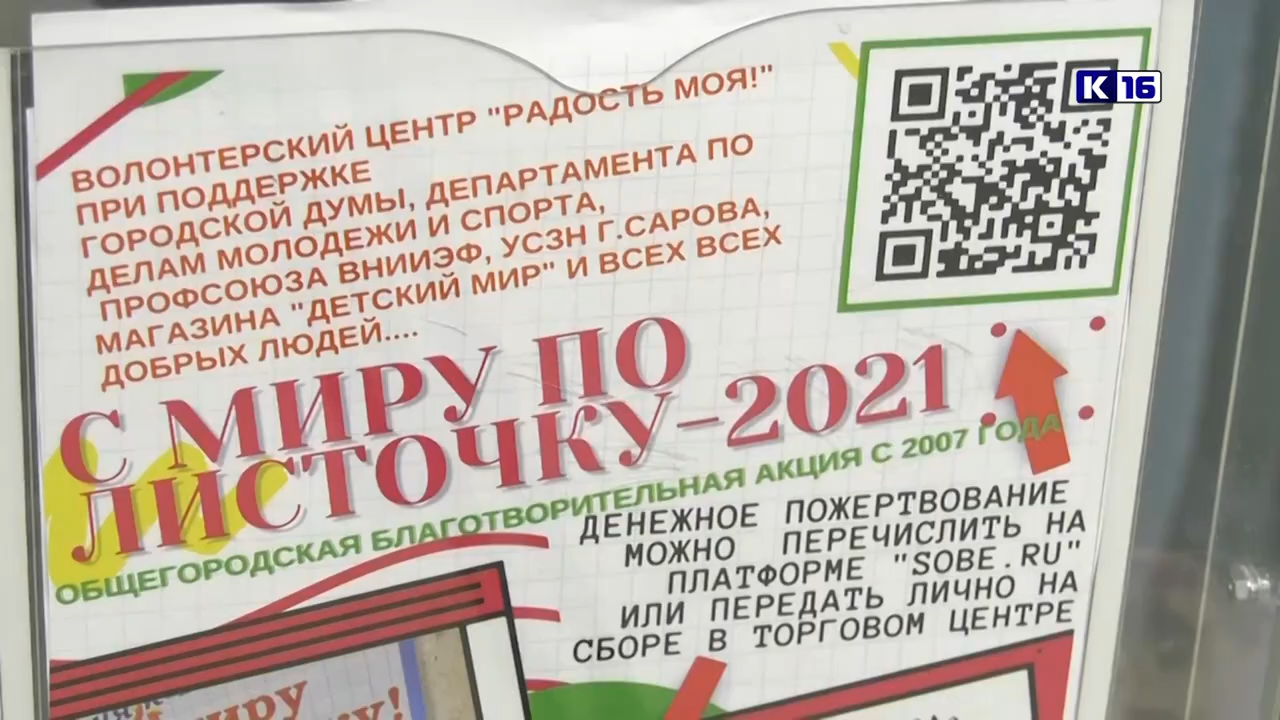 К 16
ВОЛОНТЕРСКИЙ ЦЕНТР "РАДОСТЬ МОЯ!"
ПРИ ПОДДЕРЖКЕ
ГОРОДСКОЙ ДУМЫ, ДЕПАРТАМЕНТА ПО
ДЕЛАМ МОЛОДЕЖИ И СПОРТА,
ПРОФСОЮЗА ВНИИЭФ, УСЗН Г.САРОВА,
МАГАЗИНА "ДЕТСКИЙ МИР" И ВСЕХ ВСЕХ
ДОБРЫХ ЛЮДЕЙ....
С МИРУ ПО
ЛИСТОЧКУ-2021
ОБЩЕГОРОДСКАЯ БЛАГОТВОРИТЕЛЬНАЯ АКЦИЯ С 2007 ГОДА
ДЕНЕЖНОЕ ПОЖЕРТВОВАНИЕ
МОЖНО ПЕРЕЧИСЛИТЬ НА
ПЛАТФОРМЕ "SOBE.RU"
ИЛИ ПЕРЕДАТЬ ЛИЧНО НА
СБОРЕ В ТОРГОВОМ ЦЕНТРЕ